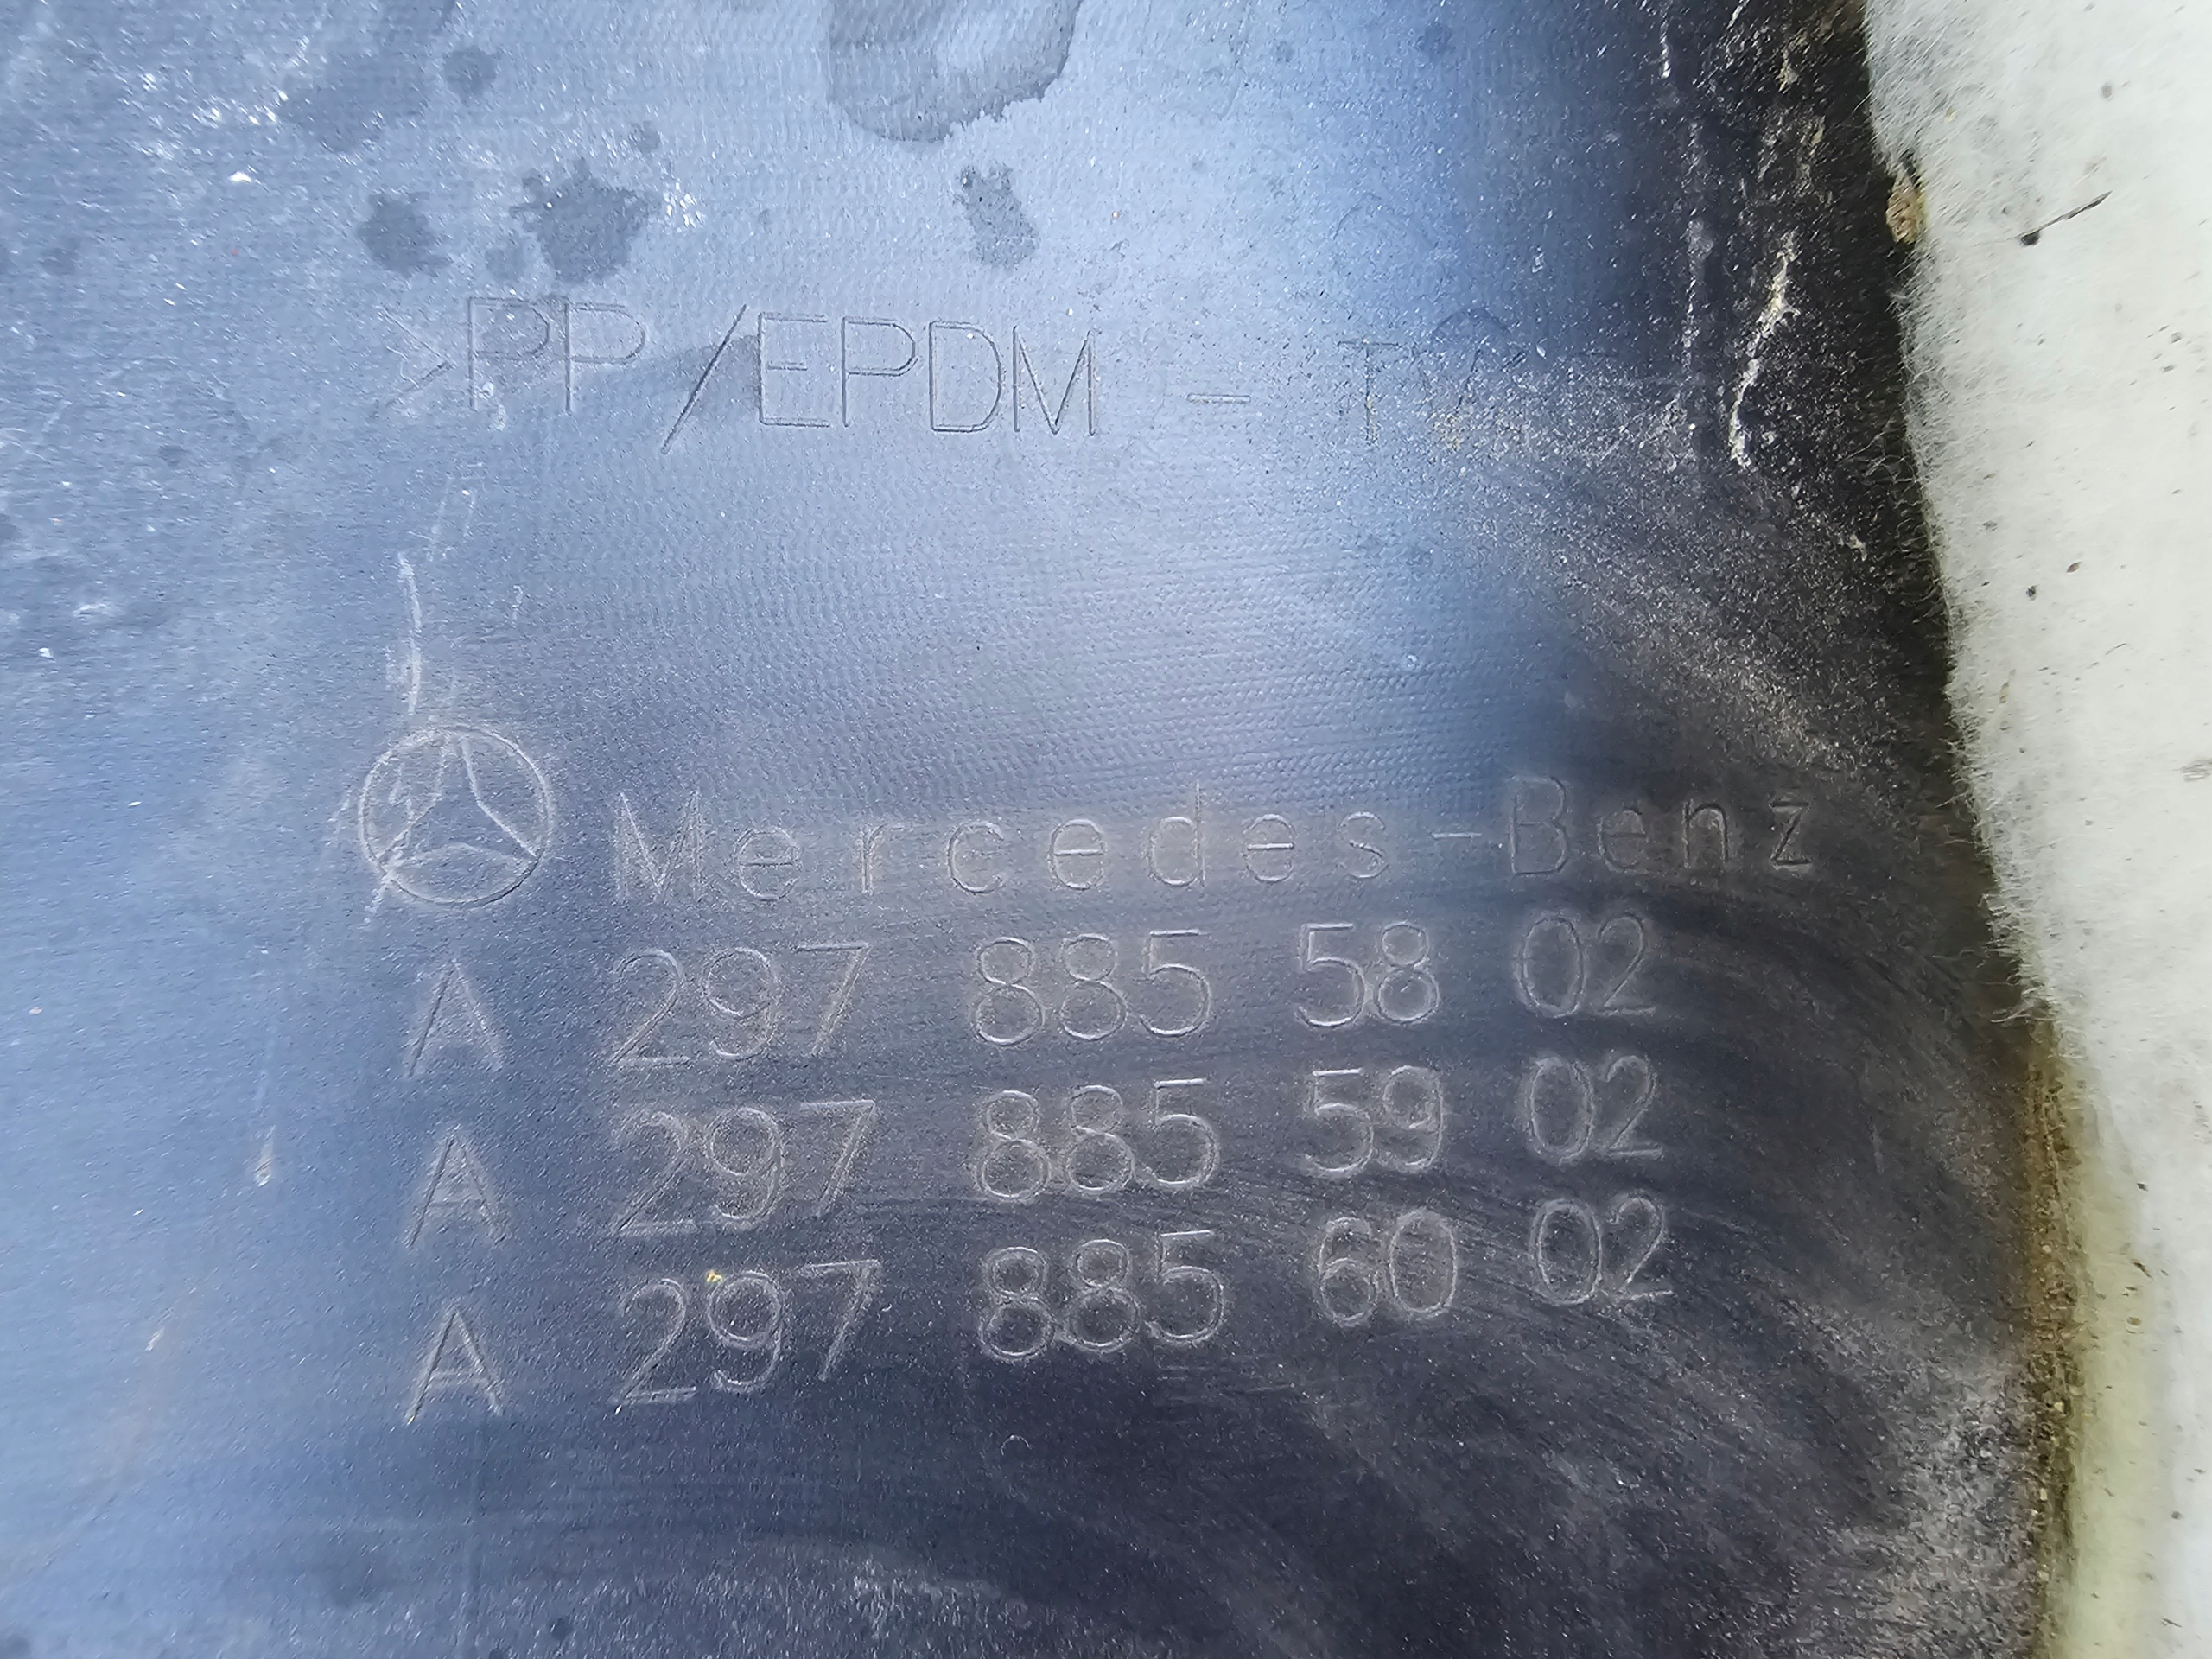 >PP/EPDM -
Mercedes-Benz
A 297 885 58 02
A 297 885 59 02
A 297 885 60 02